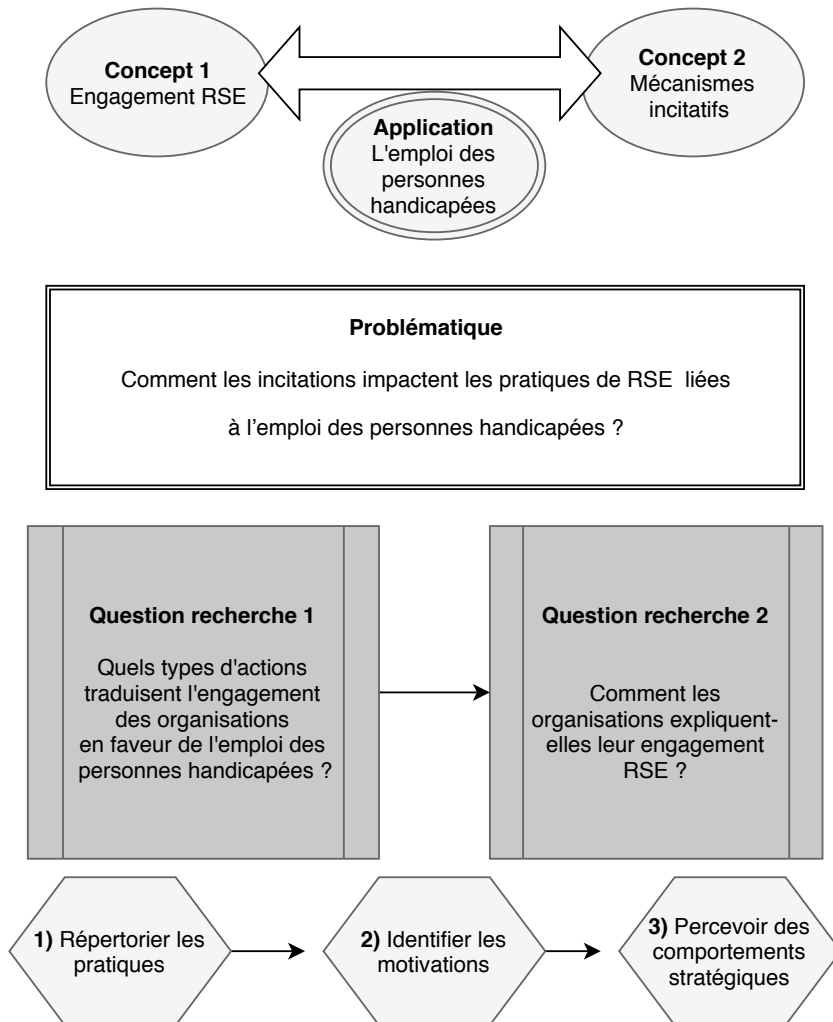 Concept 1
Engagement RSE
Concept 2
Mécanismes
incitatifs
Application
L'emploi des
personnes
handicapées
Problématique
Comment les incitations impactent les pratiques de RSE liées
à l'emploi des personnes handicapées ?
Question recherche 1
Quels types d'actions
traduisent l'engagement
des organisations
en faveur de l'emploi des
personnes handicapées ?
Question recherche 2
Comment les
organisations expliquent-
elles leur engagement
RSE ?
1) Répertorier les
pratiques
2) Identifier les
motivations
3) Percevoir des
comportements
stratégiques